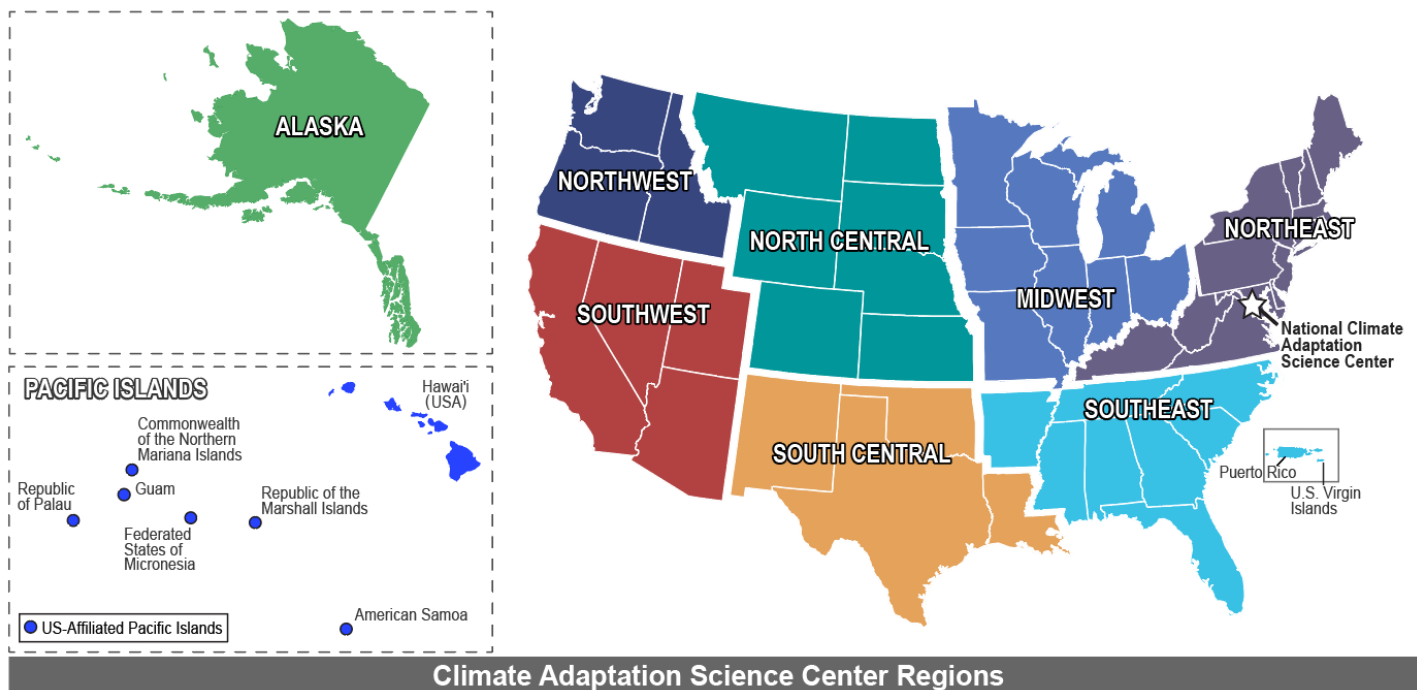 ALASKA
PACIFIC ISLANDS
Hawai'i
(USA)
Commonwealth
of the Northern
Mariana Islands
Guam
Republic
of Palau
Republic of the
Marshall Islands
Federated
States of
Micronesia
American Samoa
US-Affiliated Pacific Islands
NORTHWEST
NORTH CENTRAL
SOUTHWEST
MIDWEST
NORTHEAST
National Climate
Adaptation
Science Center
SOUTHEAST
SOUTH CENTRAL
Puerto Rico
U.S. Virgin
Islands
Climate Adaptation Science Center Regions